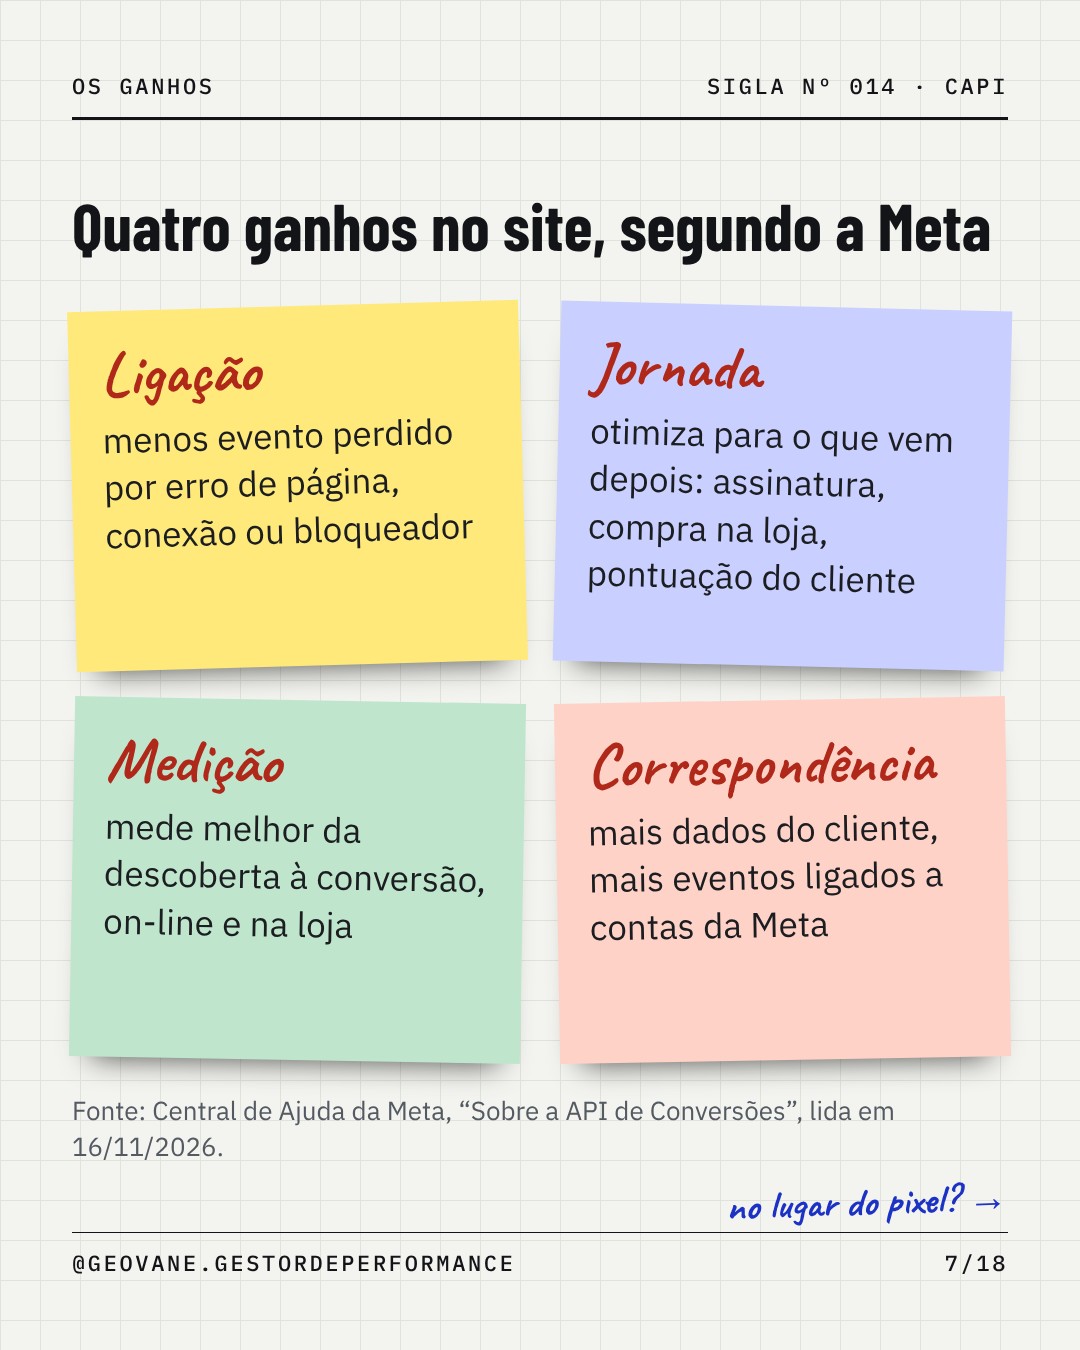 OS GANHOS
SIGLA Nº 014 · CAPI
Quatro ganhos no site, segundo a Meta
Ligação
menos evento perdido
por erro de página,
conexão ou bloqueador
Jornada
otimiza para o que vem
depois: assinatura,
compra na loja,
pontuação do cliente
Medição
mede melhor da
descoberta à conversão,
on-line e na loja
Correspondência
mais dados do cliente,
mais eventos ligados a
contas da Meta
Fonte: Central de Ajuda da Meta, “Sobre a API de Conversões”, lida em
16/11/2026.
no lugar do pixel? →
@GEOVANE.GESTORDEPERFORMANCE
7/18